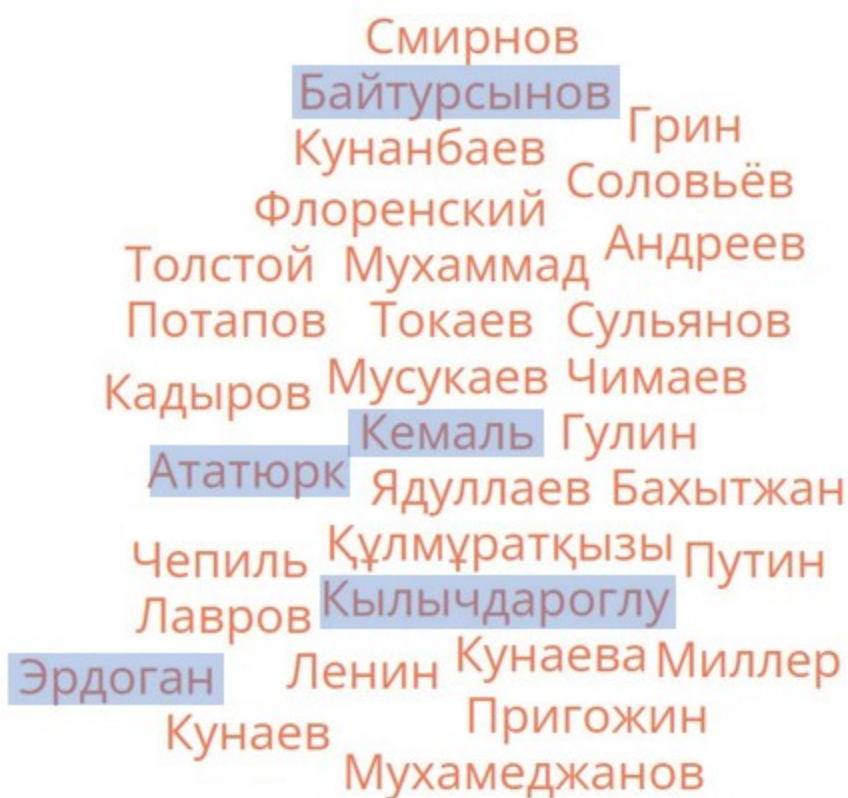 Смирнов
Байтурсынов
Грин
Кунанбаев
Соловьёв
Флоренский
Андреев
Толстой Мухаммад
Потапов Токаев Сульянов
Кадыров Мусукаев Чимаев
Кемаль Гулин
Ататюрк
Ядуллаев Бахытжан
Чепиль Құлмұратқызы Путин
Лавров Кылычдароглу
Эрдоган Ленин Кунаева Миллер
Кунаев Пригожин
Мухамеджанов